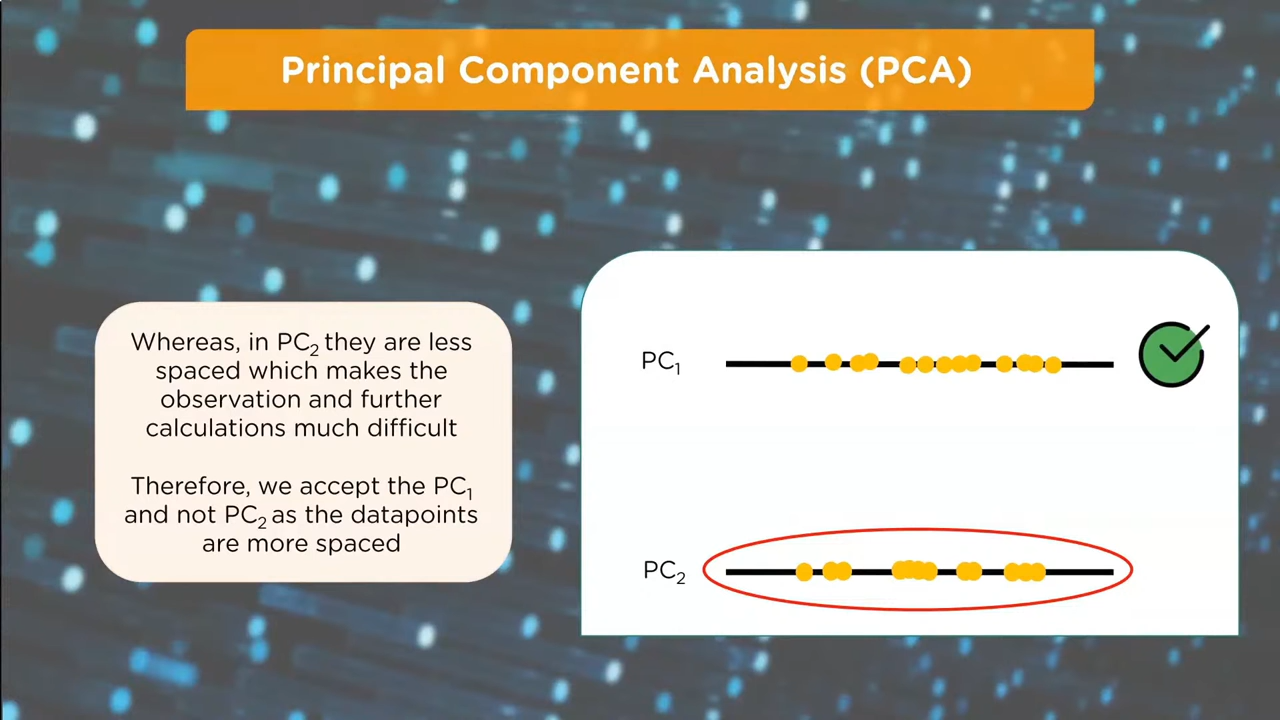 Principal Component Analysis (PCA)
Whereas, in PC₂ they are less
spaced which makes the
observation and further
calculations much difficult
Therefore, we accept the PC₁
and not PC₂ as the datapoints
are more spaced
PC₁
PC₂